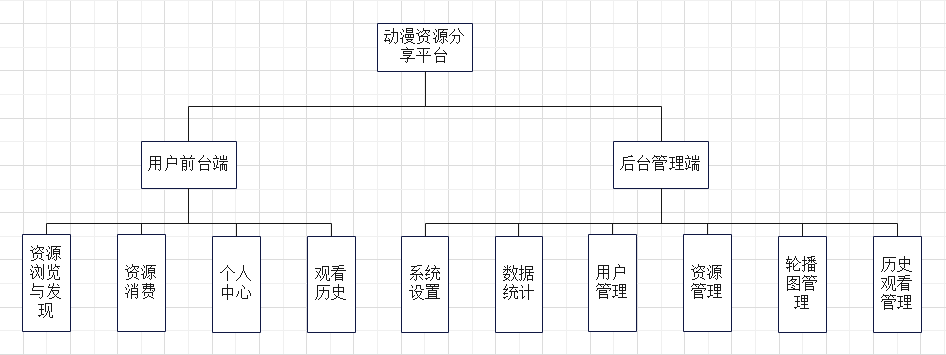 动漫资源分
享平台
用户前台端
后台管理端
资源
浏览
与发
现
资源
消费
个人
中心
观看
历史
系统
设置
数据
统计
用户
管理
资源
管理
轮播
图管
理
历史
观看
管理